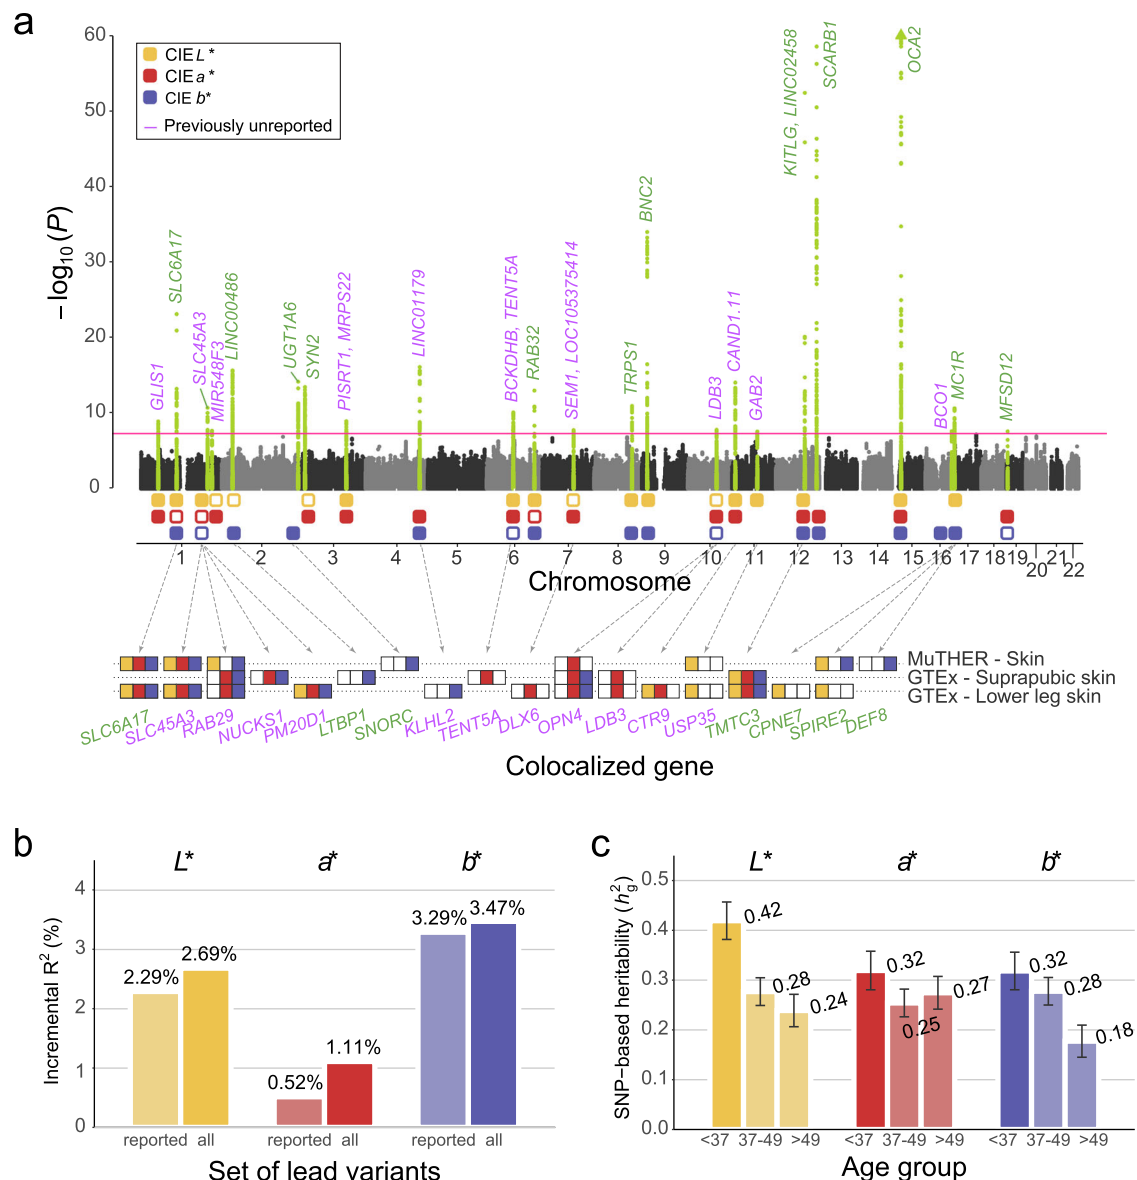 a
60
50
40
30
20
10
0
−log10(P)
CIE L*
CIE a*
CIE b*
Previously unreported
GLIS1
SLC6A17
SLC45A3
MIR548F3
LINC00486
UGT1A6
SYN2
PISRT1, MRPS22
LINC01179
BCKDHB, TENT5A
RAB32
SEM1, LOC105375414
TRPS1
BNC2
LDB3
CAND1.11
GAB2
KITLG, LINC02458
SCARB1
OCA2
BCO1
MC1R
MFSD12
1 2 3 4 5 6 7 8 9 10 11 12 13 14 15 16 17 18 19 20 21 22
Chromosome
MuTHER - Skin
GTEx - Suprapubic skin
GTEx - Lower leg skin
SLC6A17 SLC45A3 RAB29 NUCKS1 PM20D1 LTBP1 SNORC KLHL2 TENT5A DLX6 OPN4 LDB3 CTR9 USP35 TMTC3 CPNE7 SPIRE2 DEF8
Colocalized gene
b
L* a* b*
Incremental R² (%)
4
3
2
1
0
2.29% 2.69% 0.52% 1.11% 3.29% 3.47%
reported all reported all reported all
Set of lead variants
c
L* a* b*
SNP−based heritability (h²g)
0.5
0.4
0.3
0.2
0.1
0.0
0.42 0.28 0.24 0.32 0.25 0.27 0.32 0.28 0.18
<37 37-49 >49 <37 37-49 >49 <37 37-49 >49
Age group